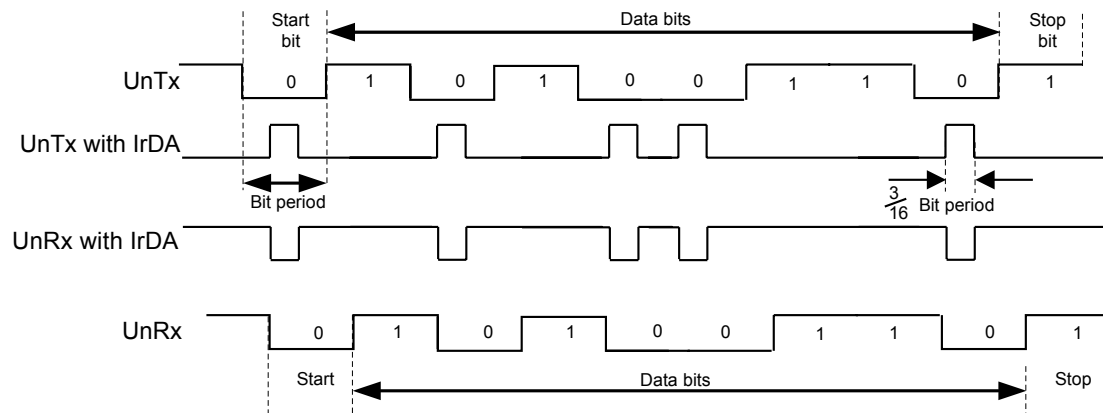 Start bit
Data bits
Stop bit
UnTx
0 1 0 1 0 0 1 1 0 1
UnTx with IrDA
Bit period
3/16 Bit period
UnRx with IrDA
UnRx
0 1 0 1 0 0 1 1 0 1
Start
Data bits
Stop